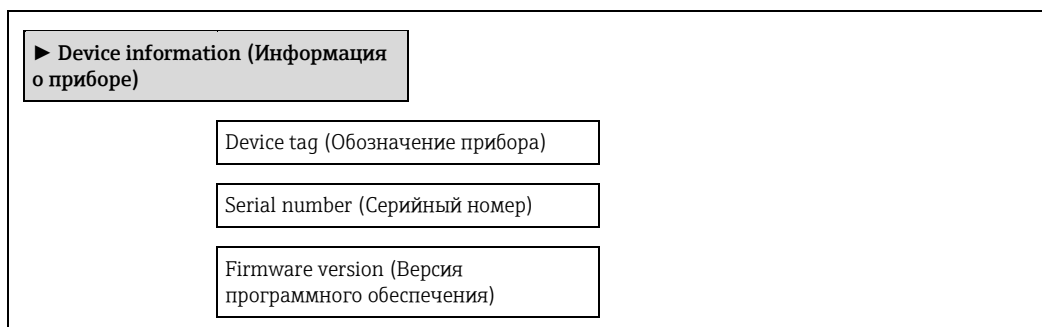 ► Device information (Информация
о приборе)
Device tag (Обозначение прибора)
Serial number (Серийный номер)
Firmware version (Версия
программного обеспечения)